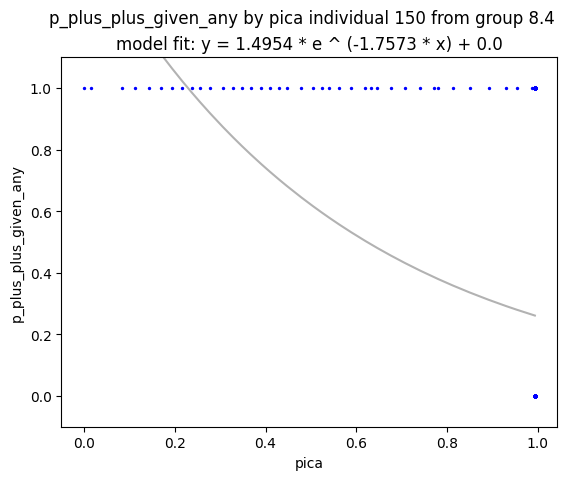 p_plus_plus_given_any by pica individual 150 from group 8.4
model fit: y = 1.4954 * e ^ (-1.7573 * x) + 0.0
p_plus_plus_given_any
1.0
0.8
0.6
0.4
0.2
0.0
0.0 0.2 0.4 0.6 0.8 1.0
pica